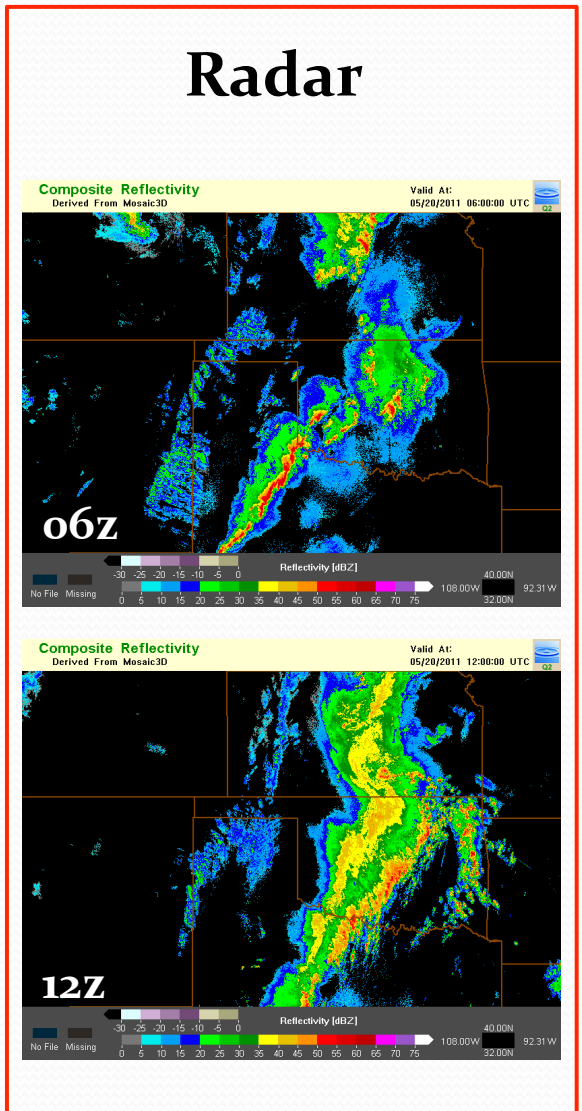 Radar
Composite Reflectivity
Derived From Mosaic3D
Valid At:
05/20/2011 06:00:00 UTC
Q2
06z
-30 -25 -20 -15 -10 -5 0
Reflectivity [dBZ]
No File Missing
0 5 10 15 20 25 30 35 40 45 50 55 60 65 70 75
40.00N
108.00W 92.31W
32.00N
Composite Reflectivity
Derived From Mosaic3D
Valid At:
05/20/2011 12:00:00 UTC
Q2
12z
-30 -25 -20 -15 -10 -5 0
Reflectivity [dBZ]
No File Missing
0 5 10 15 20 25 30 35 40 45 50 55 60 65 70 75
40.00N
108.00W 92.31W
32.00N